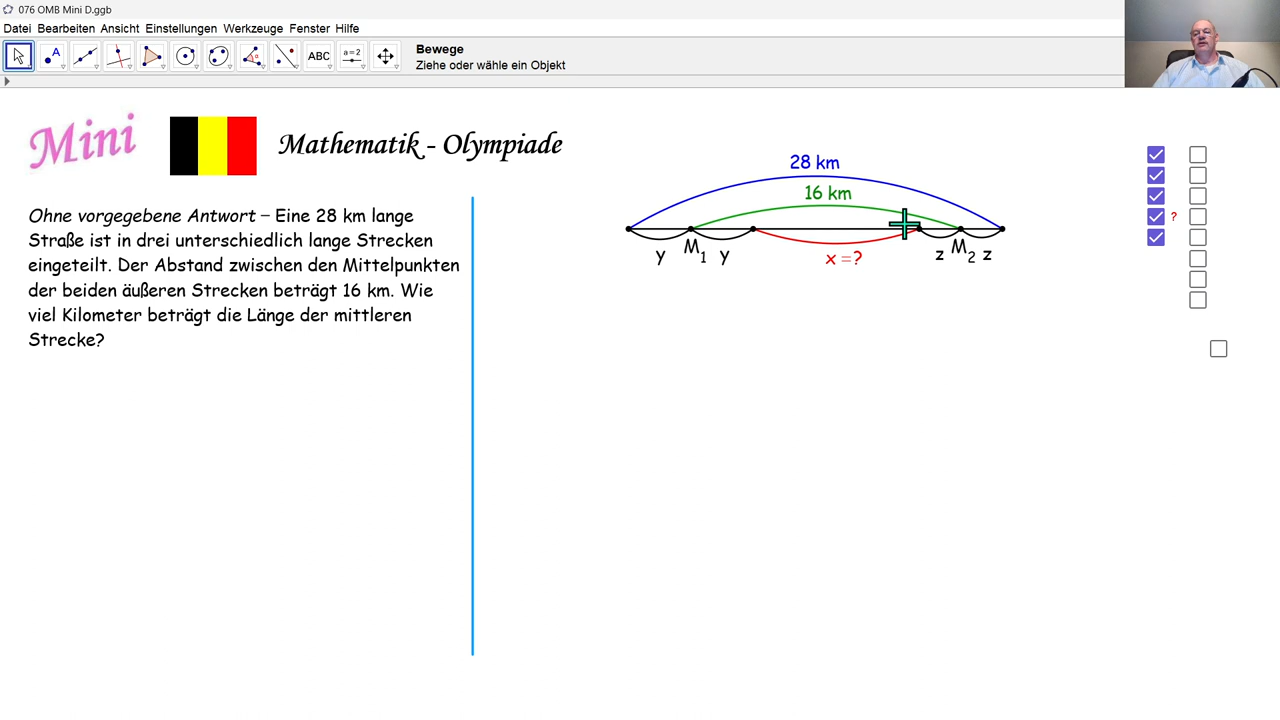 076 OMB Mini D.ggb
Datei Bearbeiten Ansicht Einstellungen Werkzeuge Fenster Hilfe
A
ABC
a=2
Bewege
Ziehe oder wähle ein Objekt
Mini
Mathematik - Olympiade
Ohne vorgegebene Antwort – Eine 28 km lange
Straße ist in drei unterschiedlich lange Strecken
eingeteilt. Der Abstand zwischen den Mittelpunkten
der beiden äußeren Strecken beträgt 16 km. Wie
viel Kilometer beträgt die Länge der mittleren
Strecke?
28 km
16 km
y M₁ y x =? z M₂ z
?